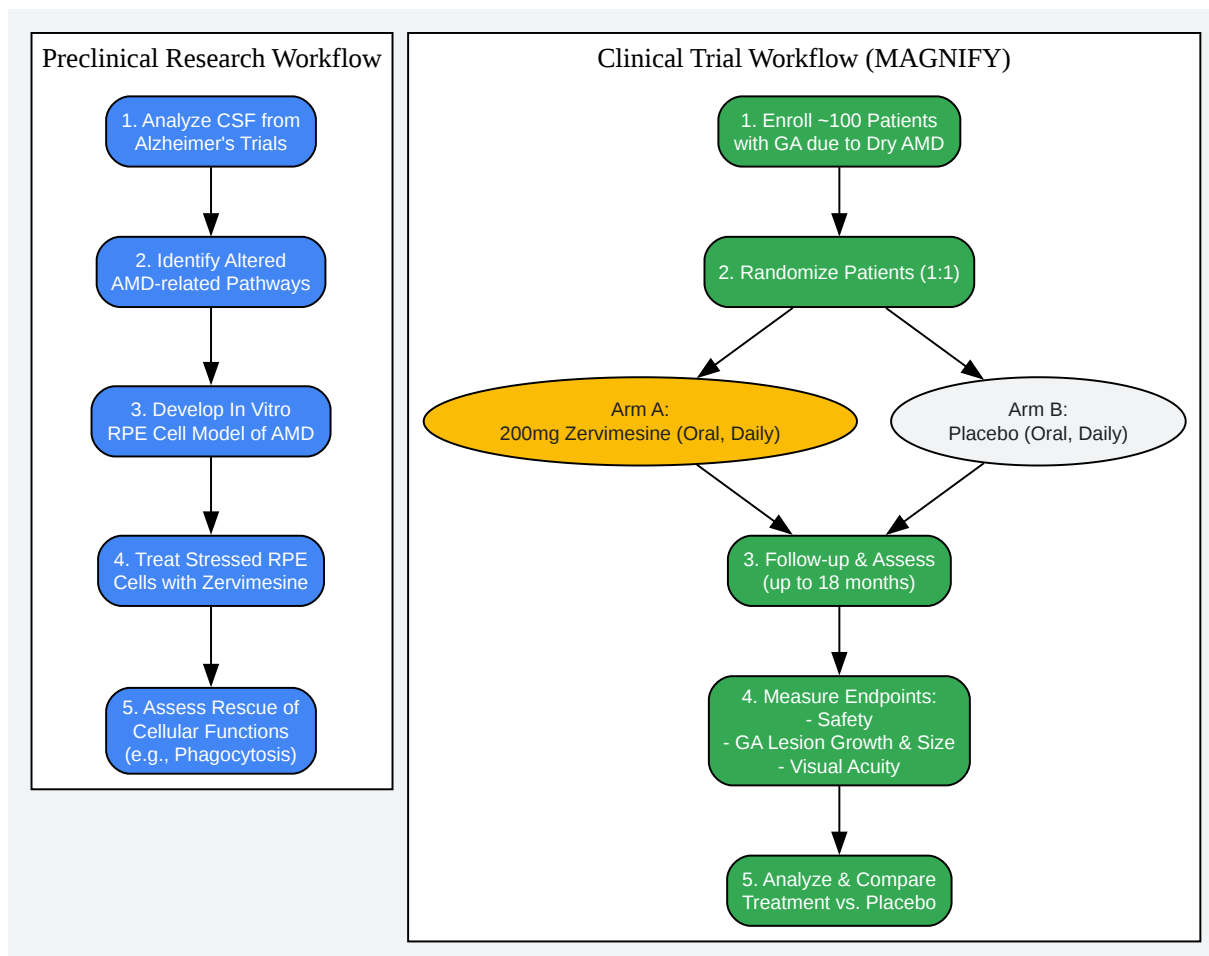 Preclinical Research Workflow
1. Analyze CSF from
Alzheimer's Trials
2. Identify Altered
AMD-related Pathways
3. Develop In Vitro
RPE Cell Model of AMD
4. Treat Stressed RPE
Cells with Zervimesine
5. Assess Rescue of
Cellular Functions
(e.g., Phagocytosis)
Clinical Trial Workflow (MAGNIFY)
1. Enroll ~100 Patients
with GA due to Dry AMD
2. Randomize Patients (1:1)
Arm A:
200mg Zervimesine (Oral, Daily)
Arm B:
Placebo (Oral, Daily)
3. Follow-up & Assess
(up to 18 months)
4. Measure Endpoints:
- Safety
- GA Lesion Growth & Size
- Visual Acuity
5. Analyze & Compare
Treatment vs. Placebo